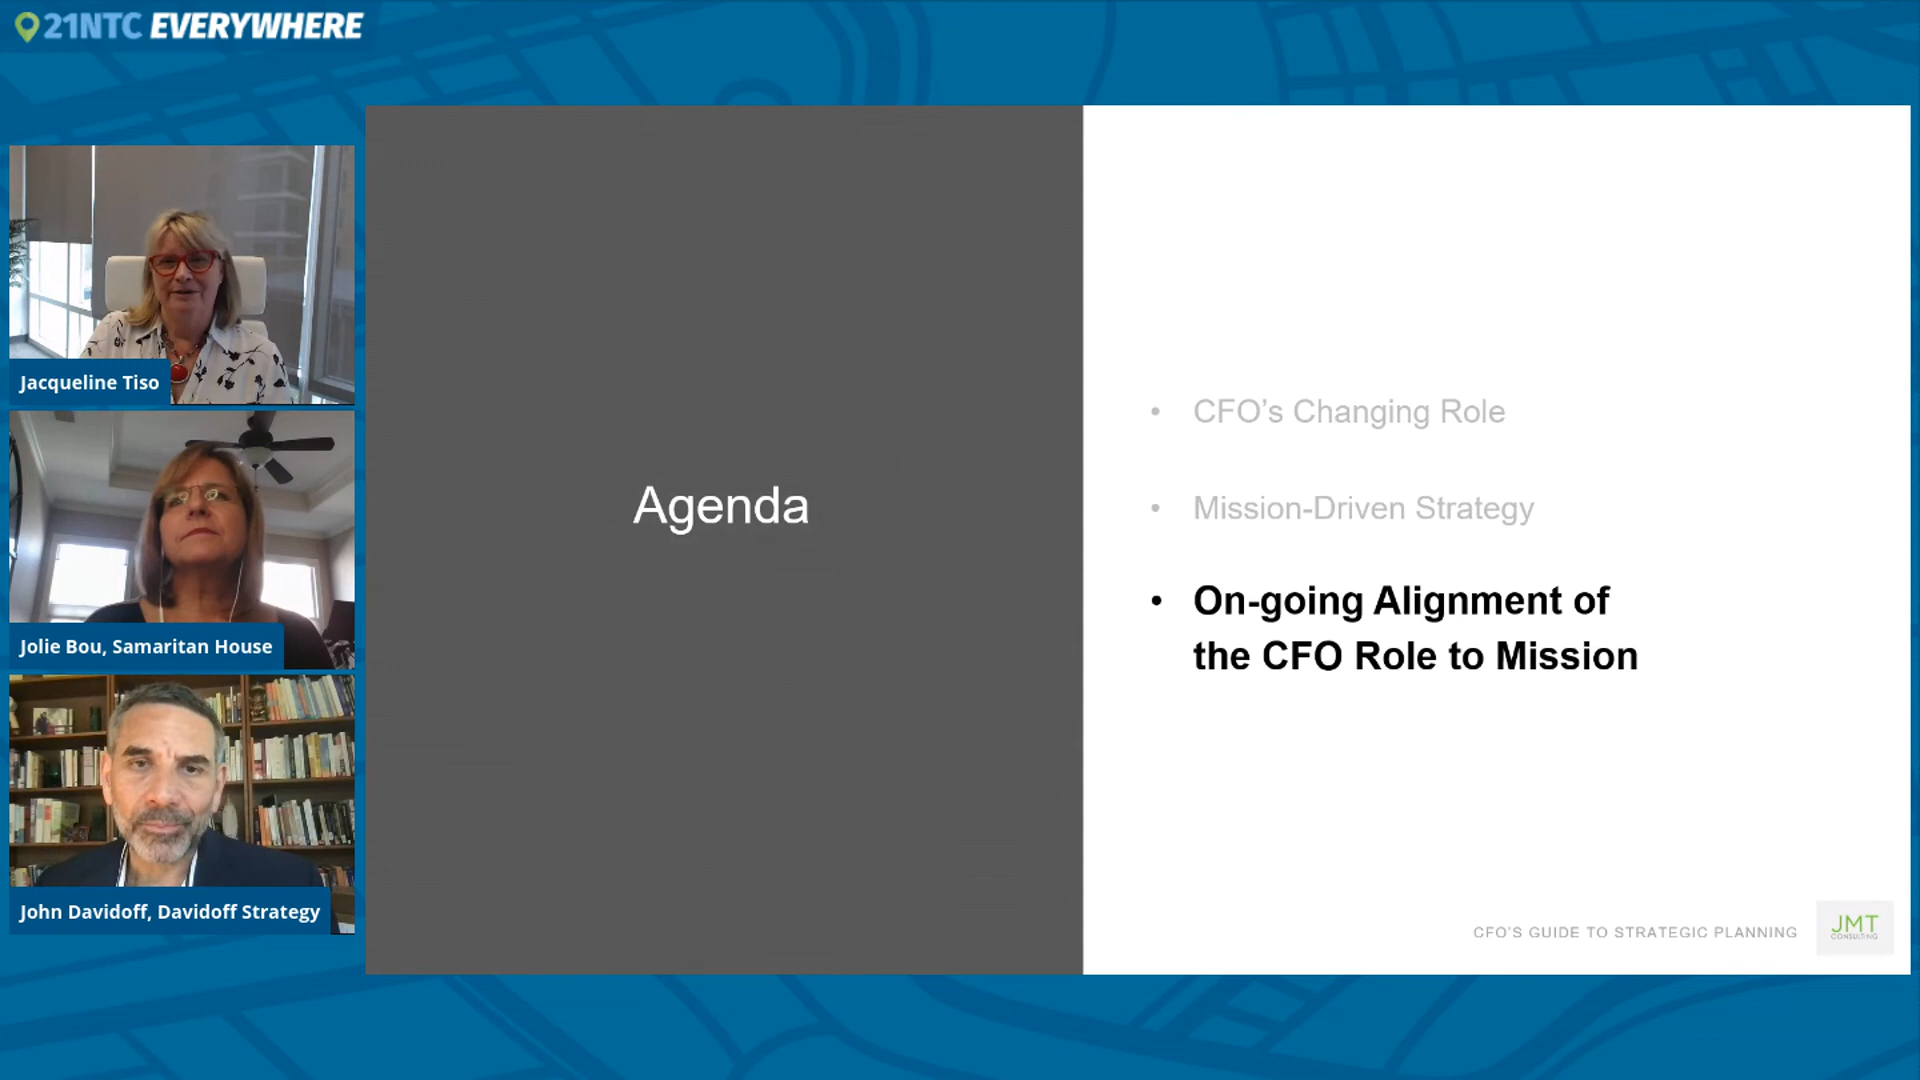 21NTC EVERYWHERE
Jacqueline Tiso
Jolie Bou, Samaritan House
John Davidoff, Davidoff Strategy
Agenda
• CFO’s Changing Role
• Mission-Driven Strategy
• On-going Alignment of
the CFO Role to Mission
CFO’S GUIDE TO STRATEGIC PLANNING
JMT
CONSULTING